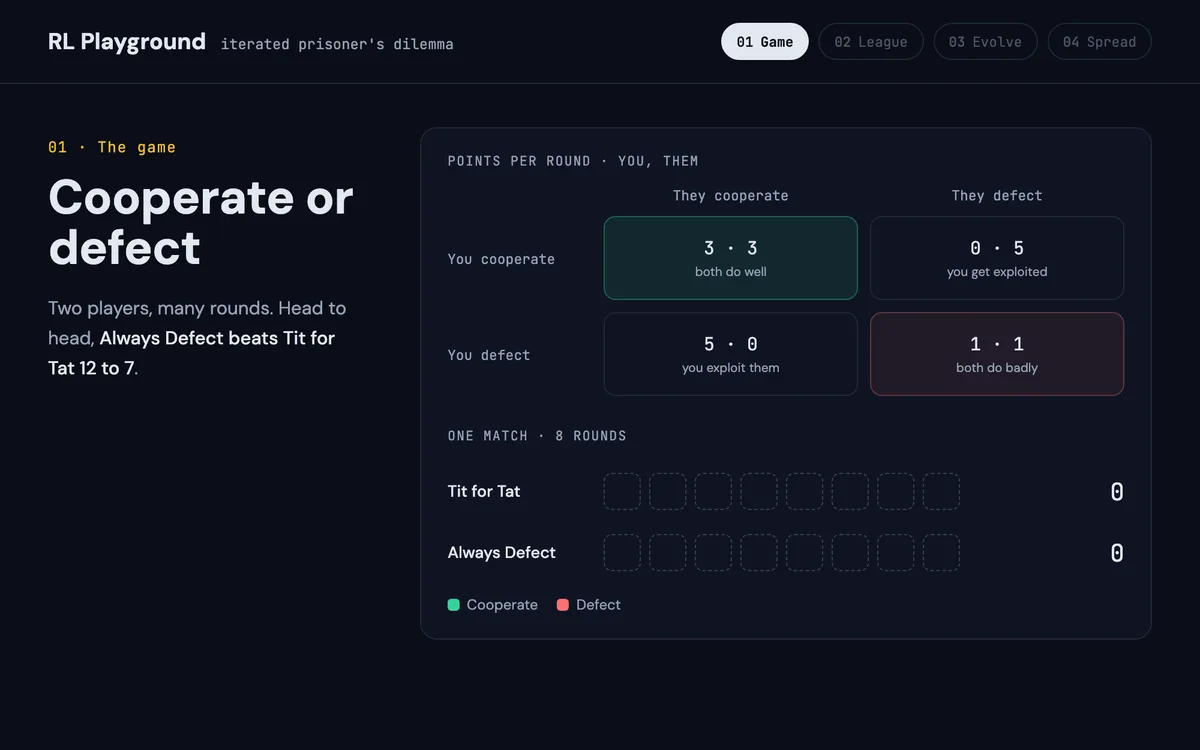 RL Playground iterated prisoner's dilemma
01 Game 02 League 03 Evolve 04 Spread
01 · The game
Cooperate or
defect
Two players, many rounds. Head to
head, Always Defect beats Tit for
Tat 12 to 7.
POINTS PER ROUND · YOU, THEM
They cooperate They defect
You cooperate
3 · 3
both do well
0 · 5
you get exploited
You defect
5 · 0
you exploit them
1 · 1
both do badly
ONE MATCH · 8 ROUNDS
Tit for Tat 0
Always Defect 0
Cooperate Defect